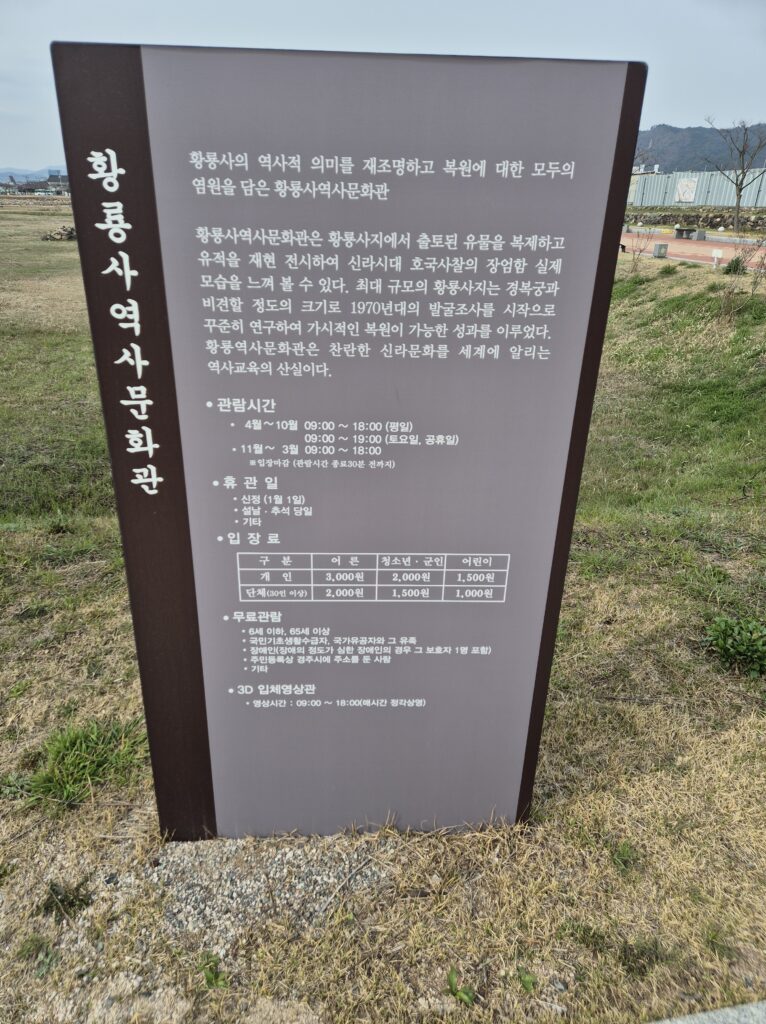 황룡사역사문화관
황룡사의 역사적 의미를 재조명하고 복원에 대한 모두의
염원을 담은 황룡사역사문화관
황룡사역사문화관은 황룡사지에서 출토된 유물을 복제하고
유적을 재현 전시하여 신라시대 호국사찰의 장엄함 실제
모습을 느껴 볼 수 있다. 최대 규모의 황룡사지는 경복궁과
비견할 정도의 크기로 1970년대의 발굴조사를 시작으로
꾸준히 연구하여 가시적인 복원이 가능한 성과를 이루었다.
황룡역사문화관은 찬란한 신라문화를 세계에 알리는
역사교육의 산실이다.
• 관람시간
• 4월~10월 09:00 ~ 18:00 (평일)
09:00 ~ 19:00 (토요일, 공휴일)
• 11월~ 3월 09:00 ~ 18:00
※입장마감 (관람시간 종료30분 전까지)
• 휴 관 일
• 신정 (1월 1일)
• 설날 · 추석 당일
• 기타
• 입 장 료
구 분 어 른 청소년 · 군인 어린이
개 인 3,000원 2,000원 1,500원
단체(30인 이상) 2,000원 1,500원 1,000원
• 무료관람
• 6세 이하, 65세 이상
• 국민기초생활수급자, 국가유공자와 그 유족
• 장애인(장애의 정도가 심한 장애인의 경우 그 보호자 1명 포함)
• 주민등록상 경주시에 주소를 둔 사람
• 기타
• 3D 입체영상관
• 영상시간 : 09:00 ~ 18:00(매시간 정각상영)